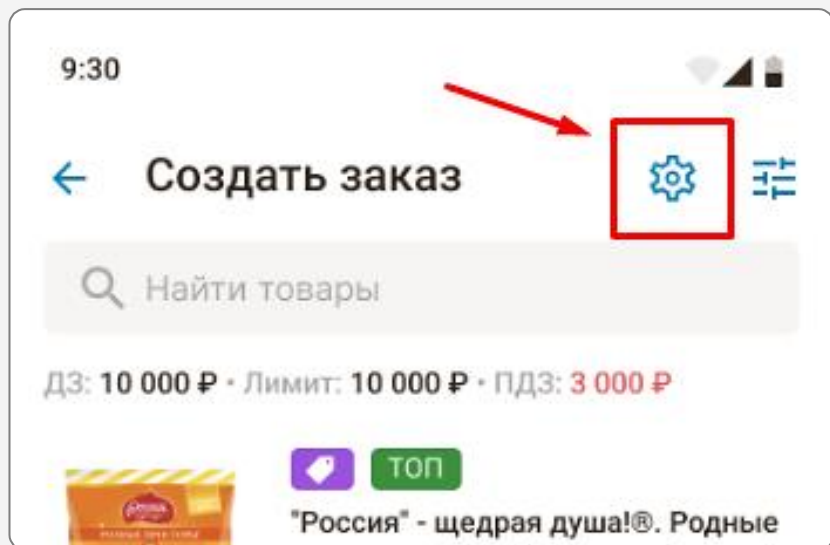 9:30
Создать заказ
Найти товары
ДЗ: 10 000 ₽ · Лимит: 10 000 ₽ · ПДЗ: 3 000 ₽
ТОП
"Россия" - щедрая душа!®. Родные